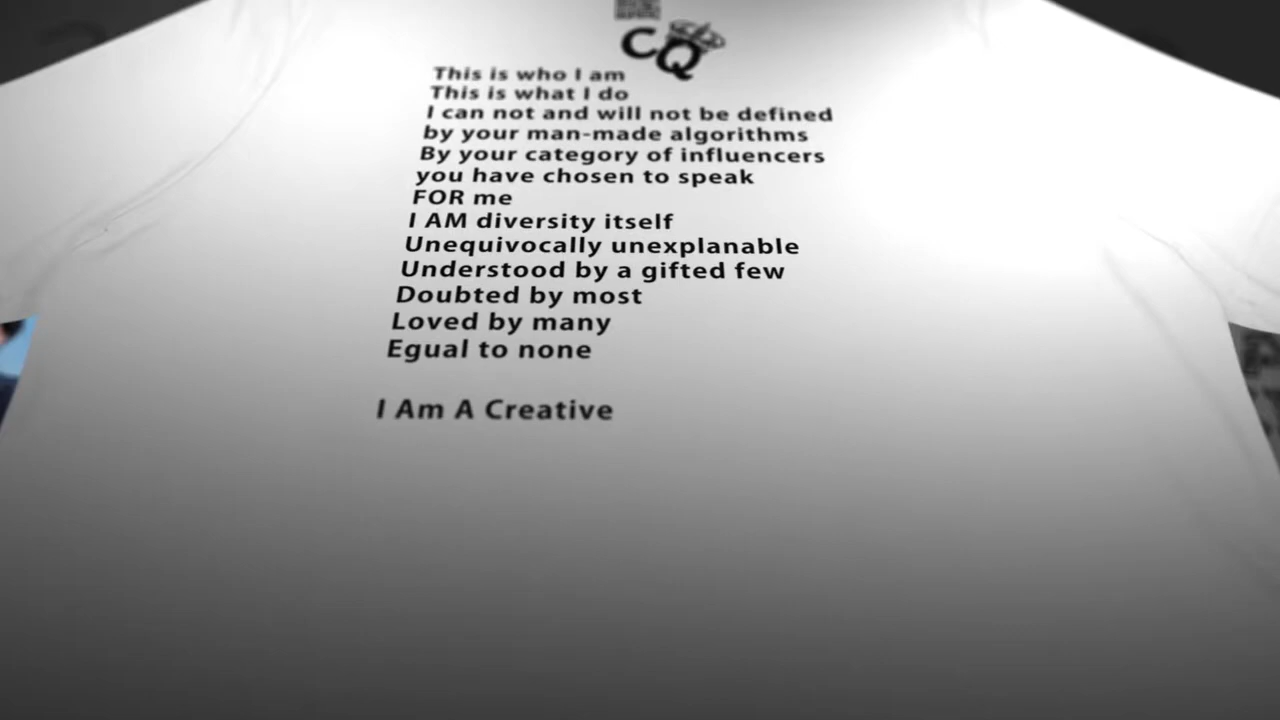 CQ
This is who I am
This is what I do
I can not and will not be defined
by your man-made algorithms
By your category of influencers
you have chosen to speak
FOR me
I AM diversity itself
Unequivocally unexplanable
Understood by a gifted few
Doubted by most
Loved by many
Egual to none
I Am A Creative